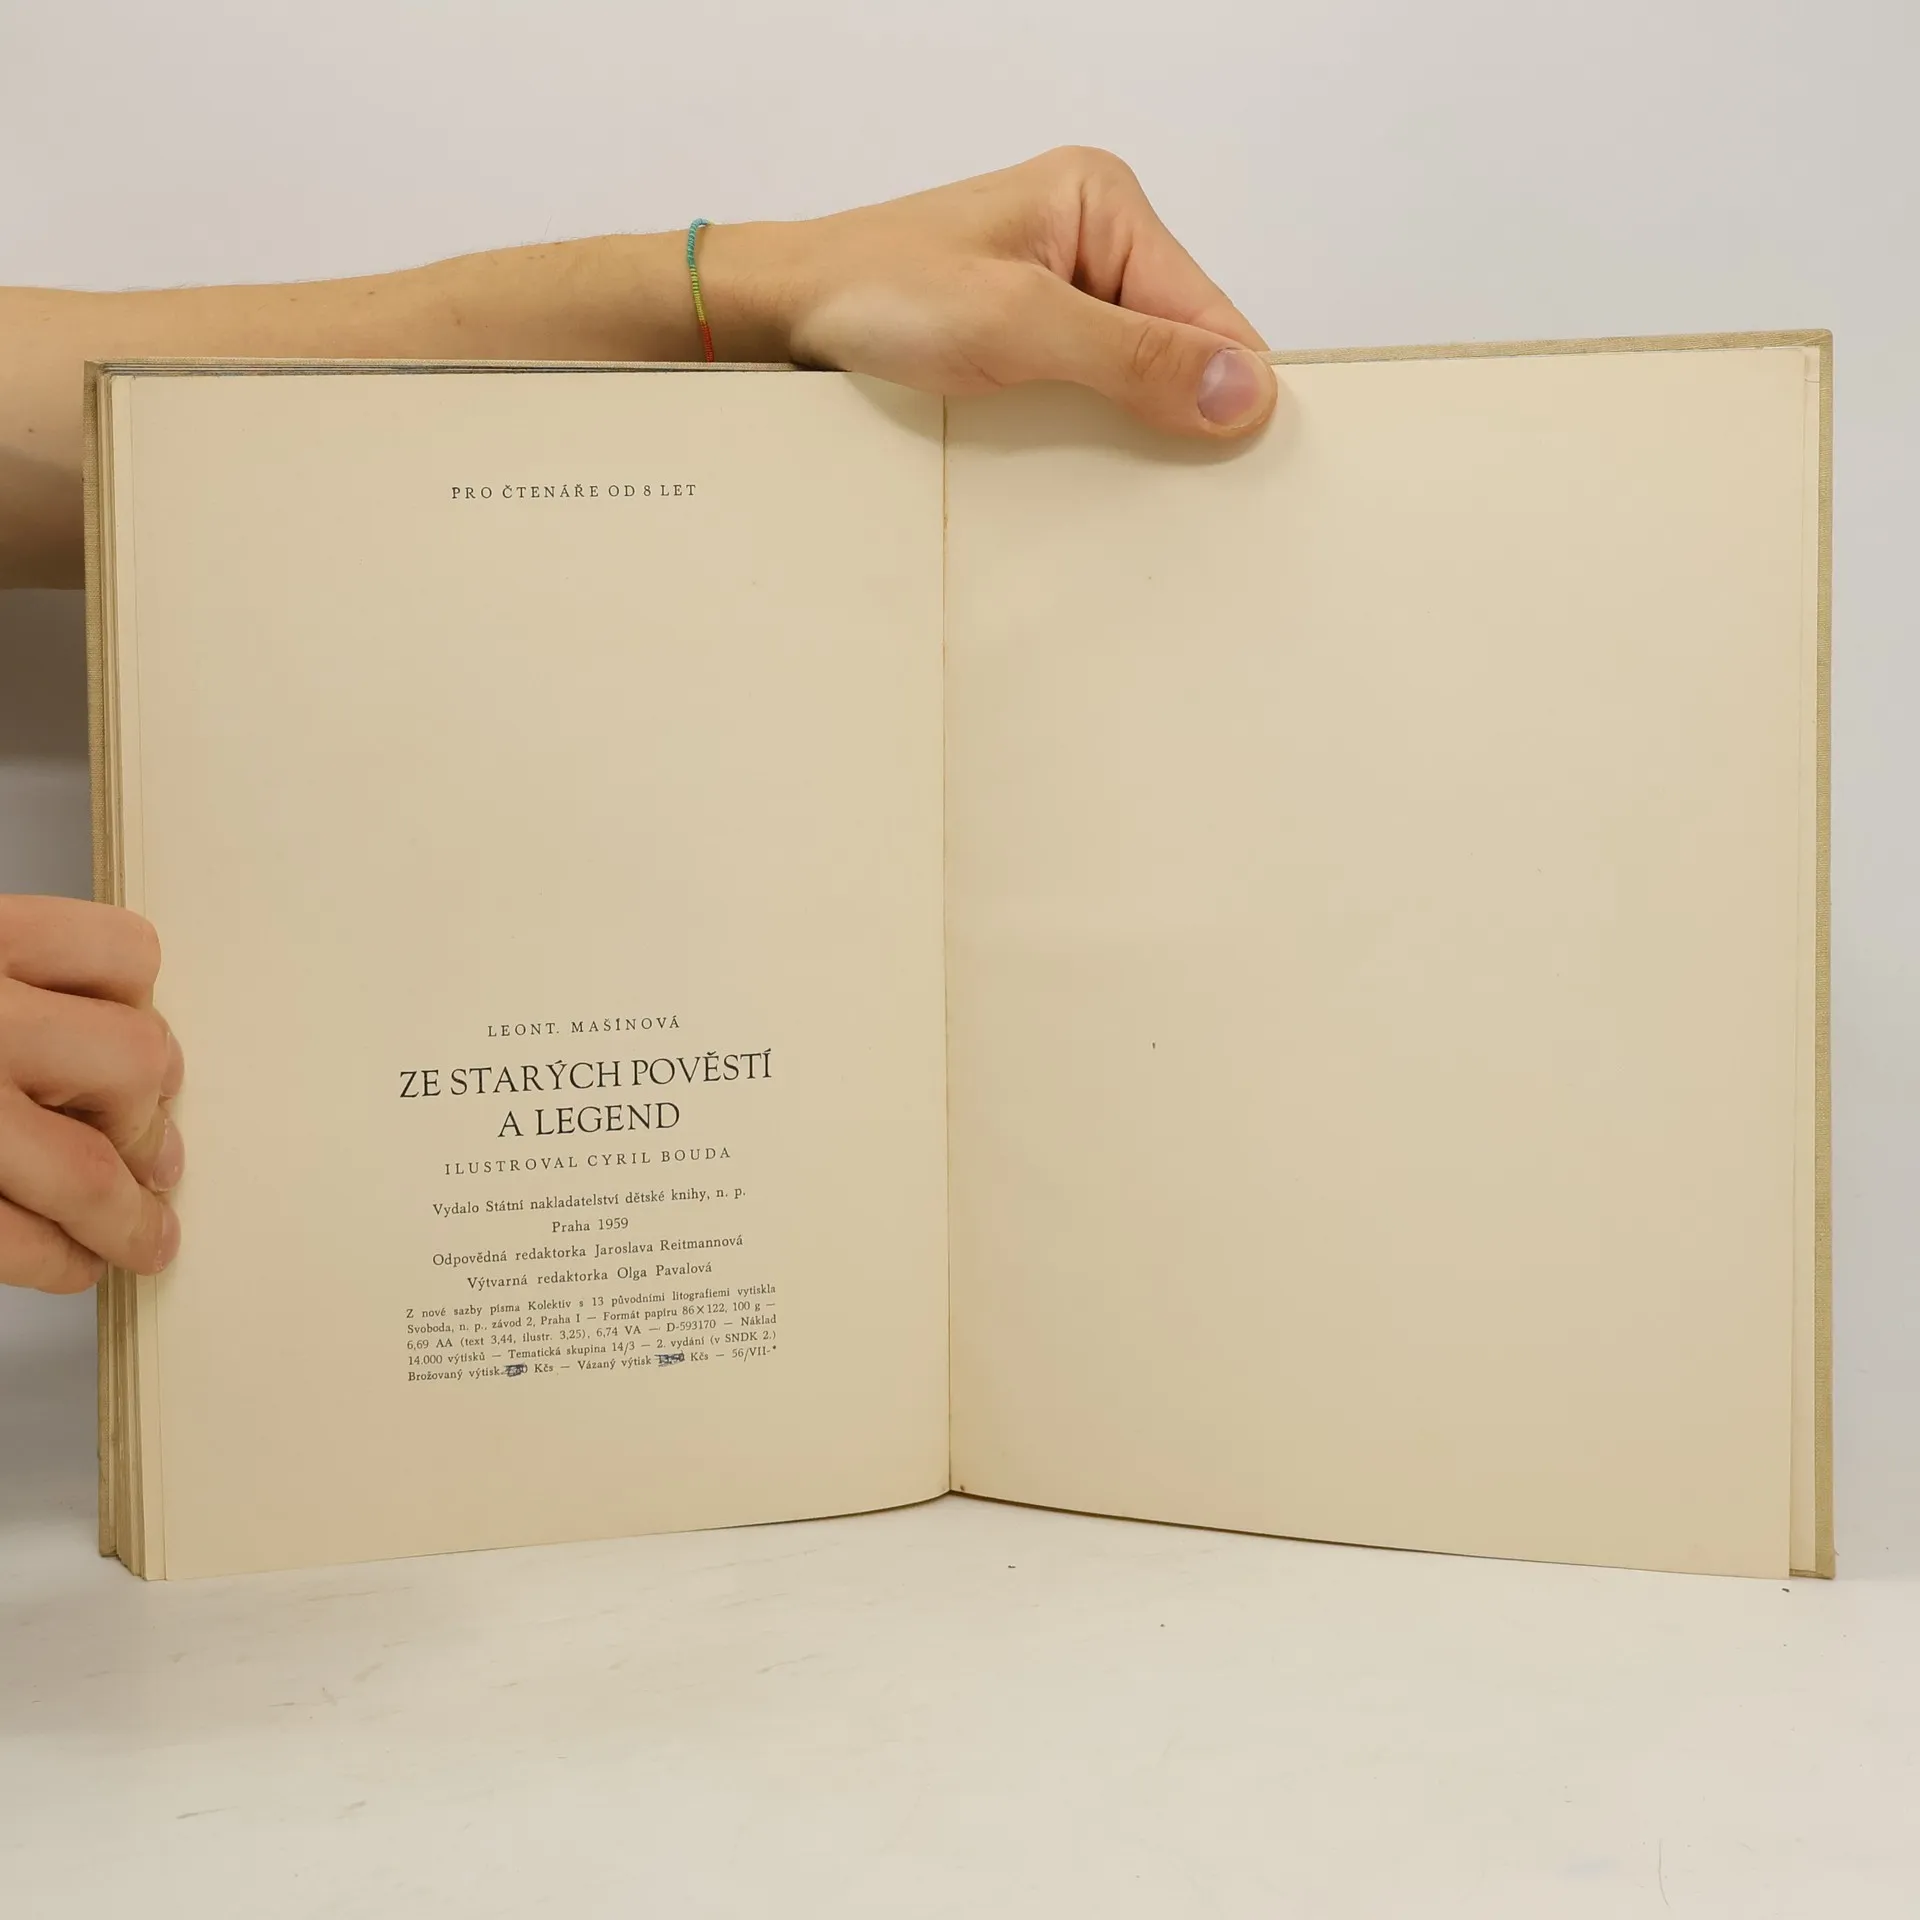 PRO ČTENÁŘE OD 8 LET
LEONT. MAŠÍNOVÁ
ZE STARÝCH POVĚSTÍ
A LEGEND
ILUSTROVAL CYRIL BOUDA
Vydalo Státní nakladatelství dětské knihy, n. p.
Praha 1959
Odpovědná redaktorka Jaroslava Reitmannová
Výtvarná redaktorka Olga Pavalová
Z nové sazby písma Kolektiv s 13 původními litografiemi vytiskla
Svoboda, n. p., závod 2, Praha I — Formát papíru 86×122, 100 g —
6,69 AA (text 3,44, ilustr. 3,25), 6,74 VA — D-593170 — Náklad
14.000 výtisků — Tematická skupina 14/3 — 2. vydání (v SNDK 2.)
Brožovaný výtisk Kčs — Vázaný výtisk Kčs — 56/VII-*